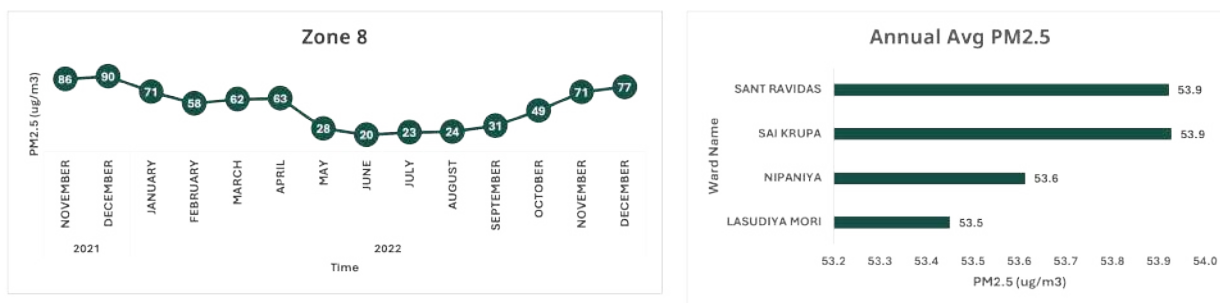 Zone 8
PM2.5 (ug/m3)
86 90 71 58 62 63 28 20 23 24 31 49 71 77
NOVEMBER DECEMBER JANUARY FEBRUARY MARCH APRIL MAY JUNE JULY AUGUST SEPTEMBER OCTOBER NOVEMBER DECEMBER
2021 2022
Time
Annual Avg PM2.5
Ward Name
SANT RAVIDAS 53.9
SAI KRUPA 53.9
NIPANIYA 53.6
LASUDIYA MORI 53.5
53.2 53.3 53.4 53.5 53.6 53.7 53.8 53.9 54.0
PM2.5 (ug/m3)